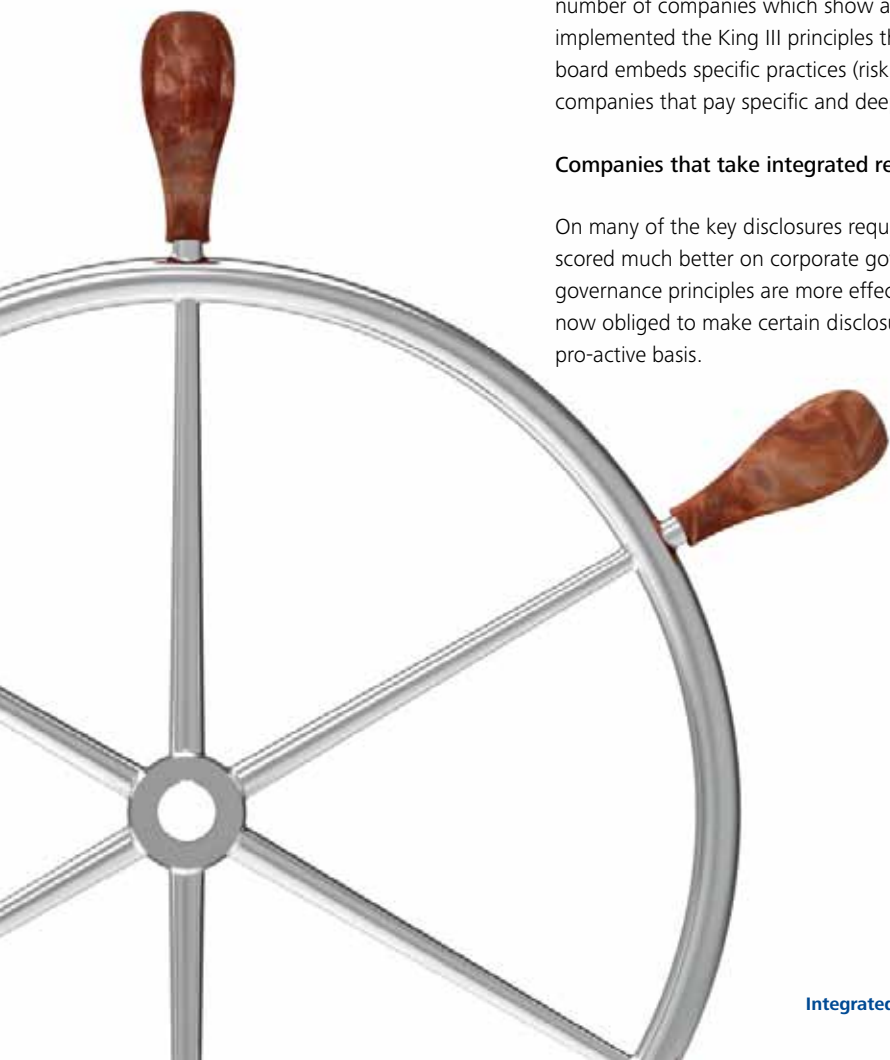 number of companies which show a
implemented the King III principles th
board embeds specific practices (risk
companies that pay specific and dee
Companies that take integrated re
On many of the key disclosures requ
scored much better on corporate gov
governance principles are more effec
now obliged to make certain disclosu
pro-active basis.
Integrated